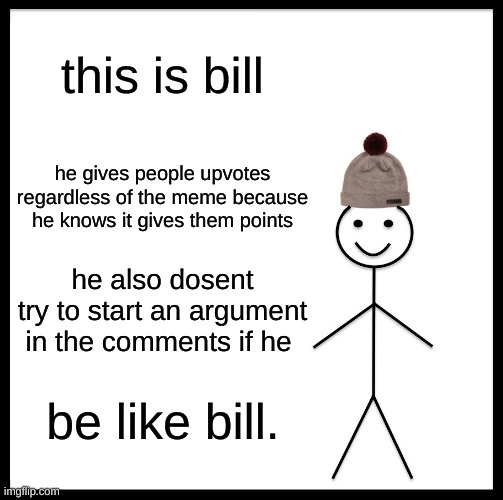 this is bill
he gives people upvotes
regardless of the meme because
he knows it gives them points
he also dosent
try to start an argument
in the comments if he
be like bill.
imgflip.com